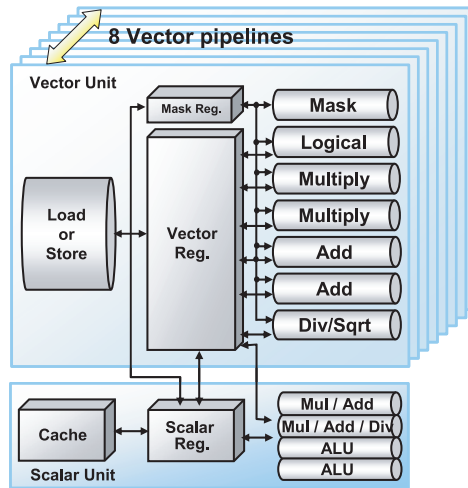 8 Vector pipelines
Vector Unit
Mask Reg.
Mask
Logical
Multiply
Multiply
Add
Add
Div/Sqrt
Load
or
Store
Vector
Reg.
Cache
Scalar
Reg.
Scalar Unit
Mul / Add
Mul / Add / Div
ALU
ALU